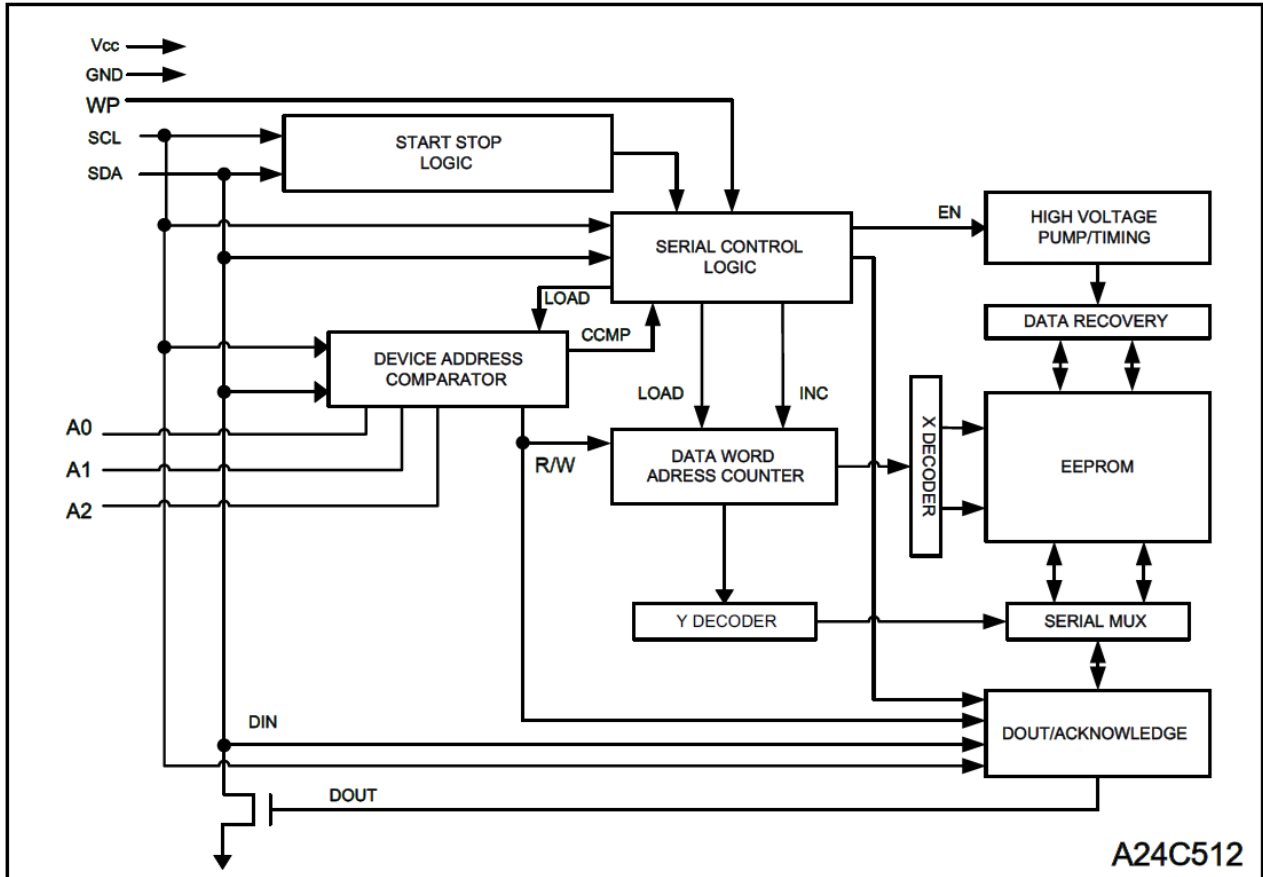 Vcc
GND
WP
SCL
SDA
START STOP
LOGIC
SERIAL CONTROL
LOGIC
EN
HIGH VOLTAGE
PUMP/TIMING
DATA RECOVERY
LOAD
CCMP
DEVICE ADDRESS
COMPARATOR
LOAD
INC
A0
A1
A2
R/W
DATA WORD
ADRESS COUNTER
X DECODER
EEPROM
Y DECODER
SERIAL MUX
DIN
DOUT/ACKNOWLEDGE
DOUT
A24C512